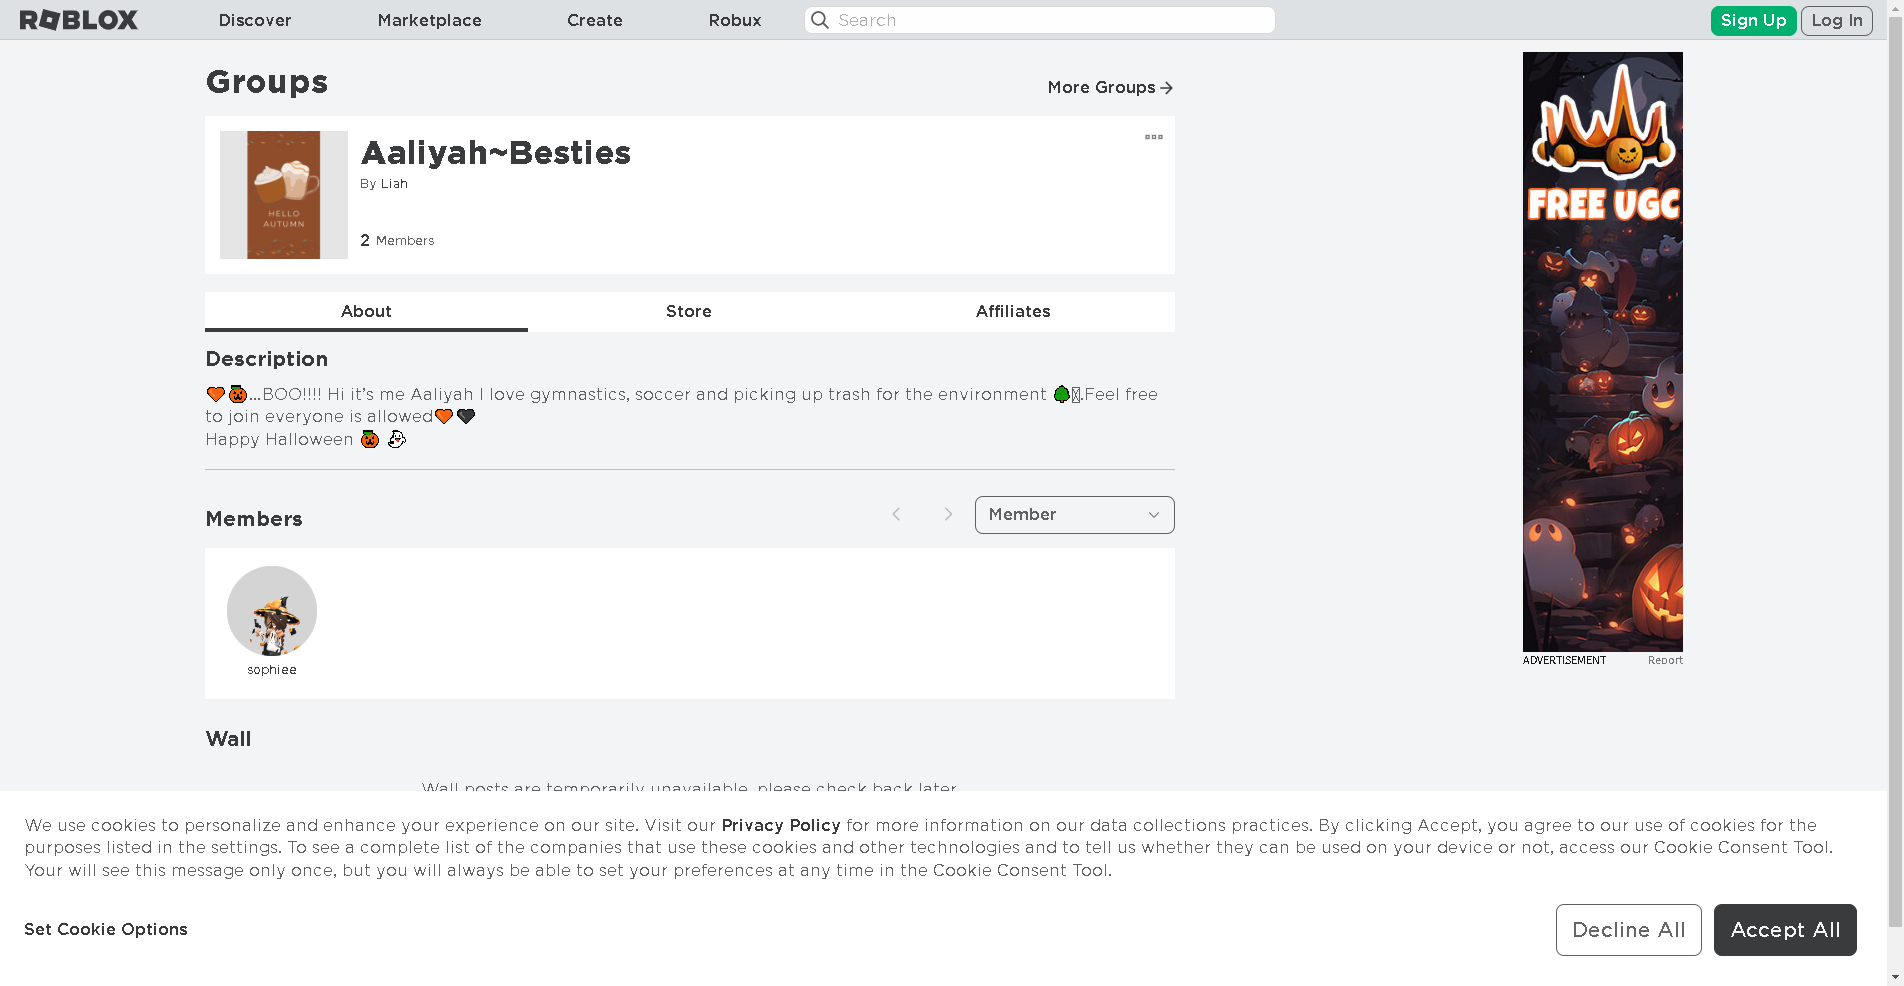 ROBLOX
Discover
Marketplace
Create
Robux
Search
Sign Up
Log In
Groups
More Groups
HELLO
AUTUMN
Aaliyah~Besties
By Liah
2 Members
About
Store
Affiliates
Description
🧡🎃...BOO!!!! Hi it's me Aaliyah I love gymnastics, soccer and picking up trash for the environment 🌳.Feel free
to join everyone is allowed🧡🖤
Happy Halloween 🎃 👻
Members
Member
sophiee
Wall
Wall posts are temporarily unavailable, please check back later.
FREE UGC
ADVERTISEMENT
Report
We use cookies to personalize and enhance your experience on our site. Visit our Privacy Policy for more information on our data collections practices. By clicking Accept, you agree to our use of cookies for the
purposes listed in the settings. To see a complete list of the companies that use these cookies and other technologies and to tell us whether they can be used on your device or not, access our Cookie Consent Tool.
Your will see this message only once, but you will always be able to set your preferences at any time in the Cookie Consent Tool.
Set Cookie Options
Decline All
Accept All